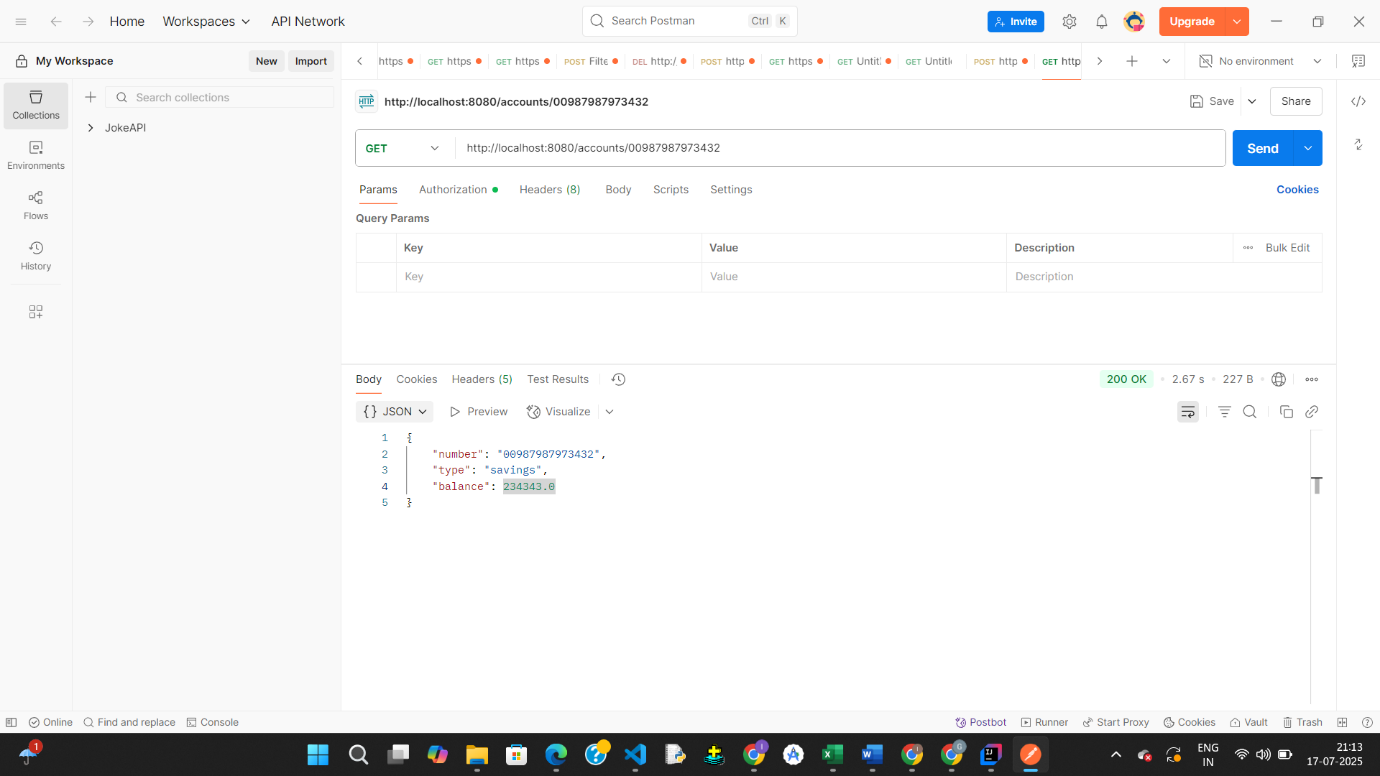 Home Workspaces API Network Search Postman Ctrl K Invite Upgrade
My Workspace New Import
https GET https GET https POST Filte DEL http:/ POST http GET https GET Untit GET Untitl POST http GET http No environment
Collections
Environments
Flows
History
Search collections
JokeAPI
HTTP http://localhost:8080/accounts/00987987973432 Save Share
GET http://localhost:8080/accounts/00987987973432 Send
Params Authorization Headers (8) Body Scripts Settings Cookies
Query Params
Key Value Description Bulk Edit
Key Value Description
Body Cookies Headers (5) Test Results 200 OK 2.67 s 227 B
{} JSON Preview Visualize
1 {
2 "number": "00987987973432",
3 "type": "savings",
4 "balance": 234343.0
5 }
Online Find and replace Console Postbot Runner Start Proxy Cookies Vault Trash
1 ENG 21:13
IN 17-07-2025